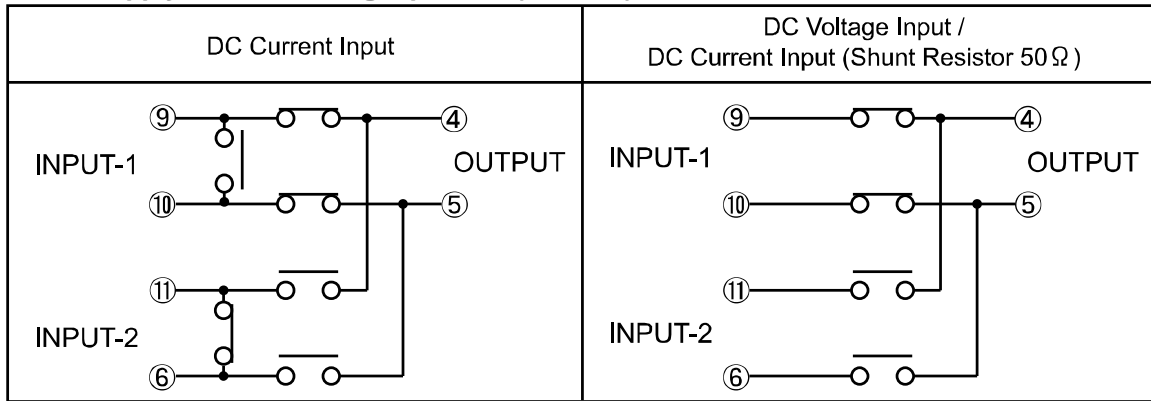 DC Current Input
DC Voltage Input /
DC Current Input (Shunt Resistor 50Ω)
⑨ ④
INPUT-1 OUTPUT
⑩ ⑤
⑪
INPUT-2
⑥
⑨ ④
INPUT-1 OUTPUT
⑩ ⑤
⑪
INPUT-2
⑥